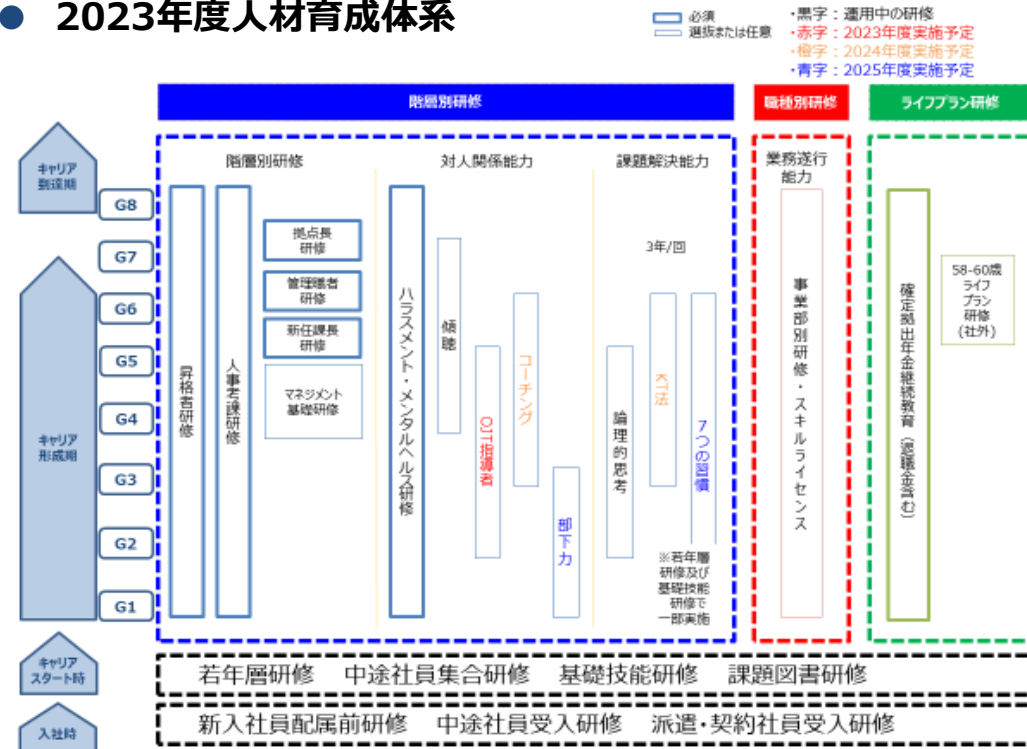 ● 2023年度人材育成体系
必須
選抜または任意
・黒字：運用中の研修
・赤字：2023年度実施予定
・橙字：2024年度実施予定
・青字：2025年度実施予定
階層別研修
職種別研修
ライフプラン研修
キャリア
到達期
キャリア
形成期
キャリア
スタート時
入社時
G8
G7
G6
G5
G4
G3
G2
G1
階層別研修
昇格者研修
人事考課研修
拠点長
研修
管理職者
研修
新任課長
研修
マネジメント
基礎研修
対人関係能力
ハラスメント・メンタルヘルス研修
傾聴
OJT指導者
コーチング
部下力
課題解決能力
3年/回
論理的思考
KT法
7つの習慣
※若年層
研修及び
基礎技能
研修で
一部実施
業務遂行
能力
事業部別研修・スキルライセンス
確定拠出年金継続教育（退職金含む）
58-60歳
ライフ
プラン
研修
(社外)
若年層研修　中途社員集合研修　基礎技能研修　課題図書研修
新入社員配属前研修　中途社員受入研修　派遣・契約社員受入研修